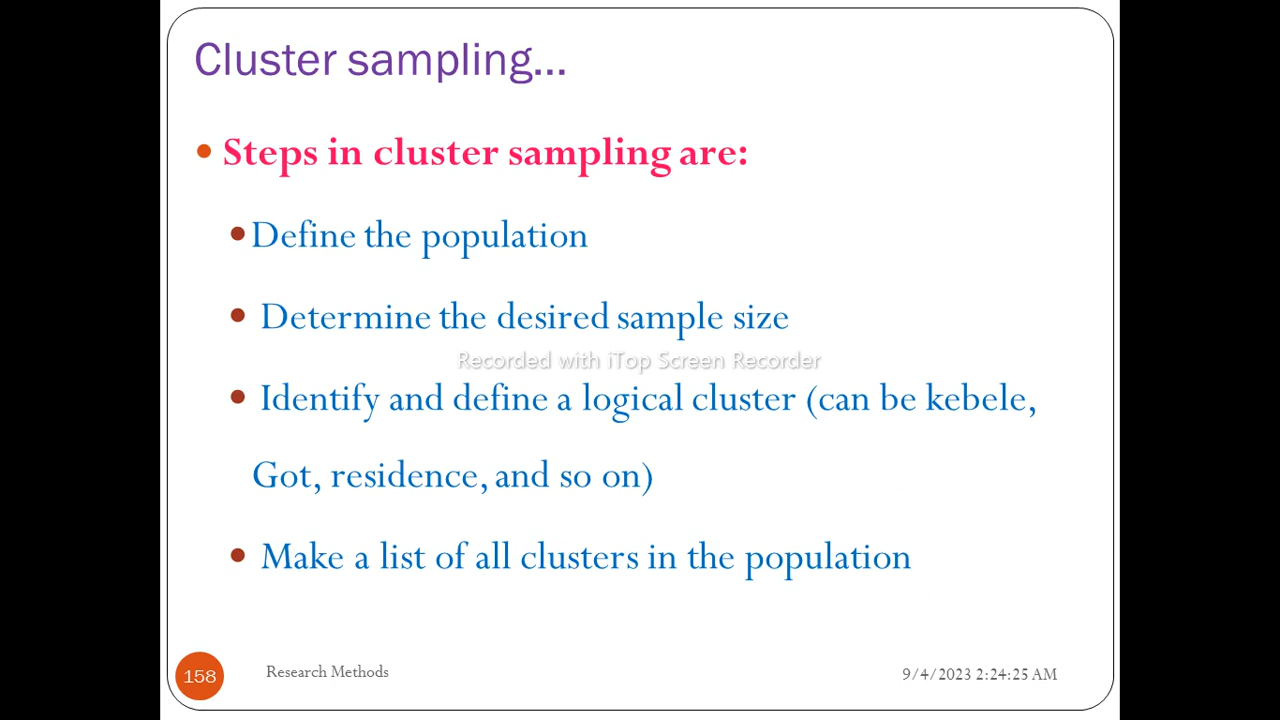 Cluster sampling...
• Steps in cluster sampling are:
• Define the population
• Determine the desired sample size
Recorded with iTop Screen Recorder
• Identify and define a logical cluster (can be kebele,
Got, residence, and so on)
• Make a list of all clusters in the population
158
Research Methods
9/4/2023 2:24:25 AM